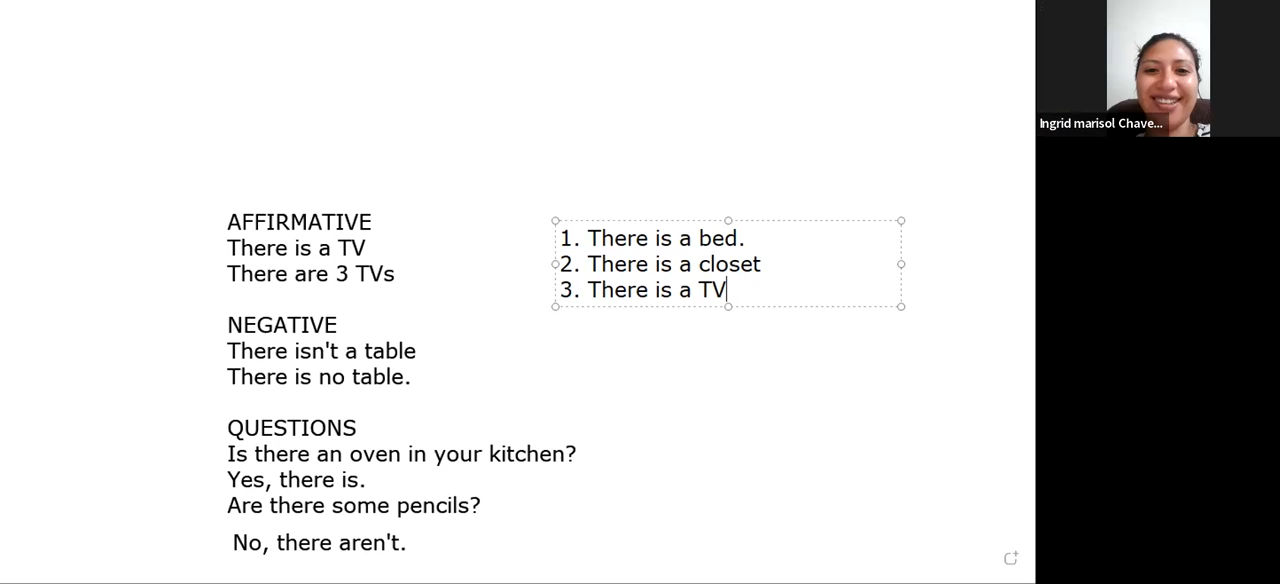 AFFIRMATIVE
There is a TV
There are 3 TVs
NEGATIVE
There isn't a table
There is no table.
QUESTIONS
Is there an oven in your kitchen?
Yes, there is.
Are there some pencils?
No, there aren't.
1. There is a bed.
2. There is a closet
3. There is a TV
Ingrid marisol Chave...